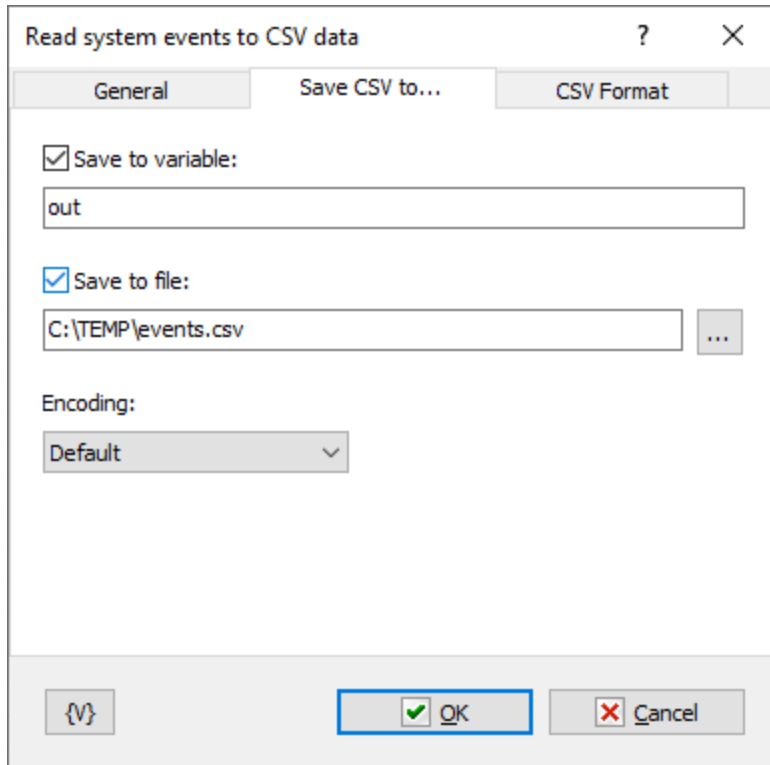 Read system events to CSV data ?
General Save CSV to... CSV Format
Save to variable:
out
Save to file:
C:\TEMP\events.csv ...
Encoding:
Default
{V} OK Cancel